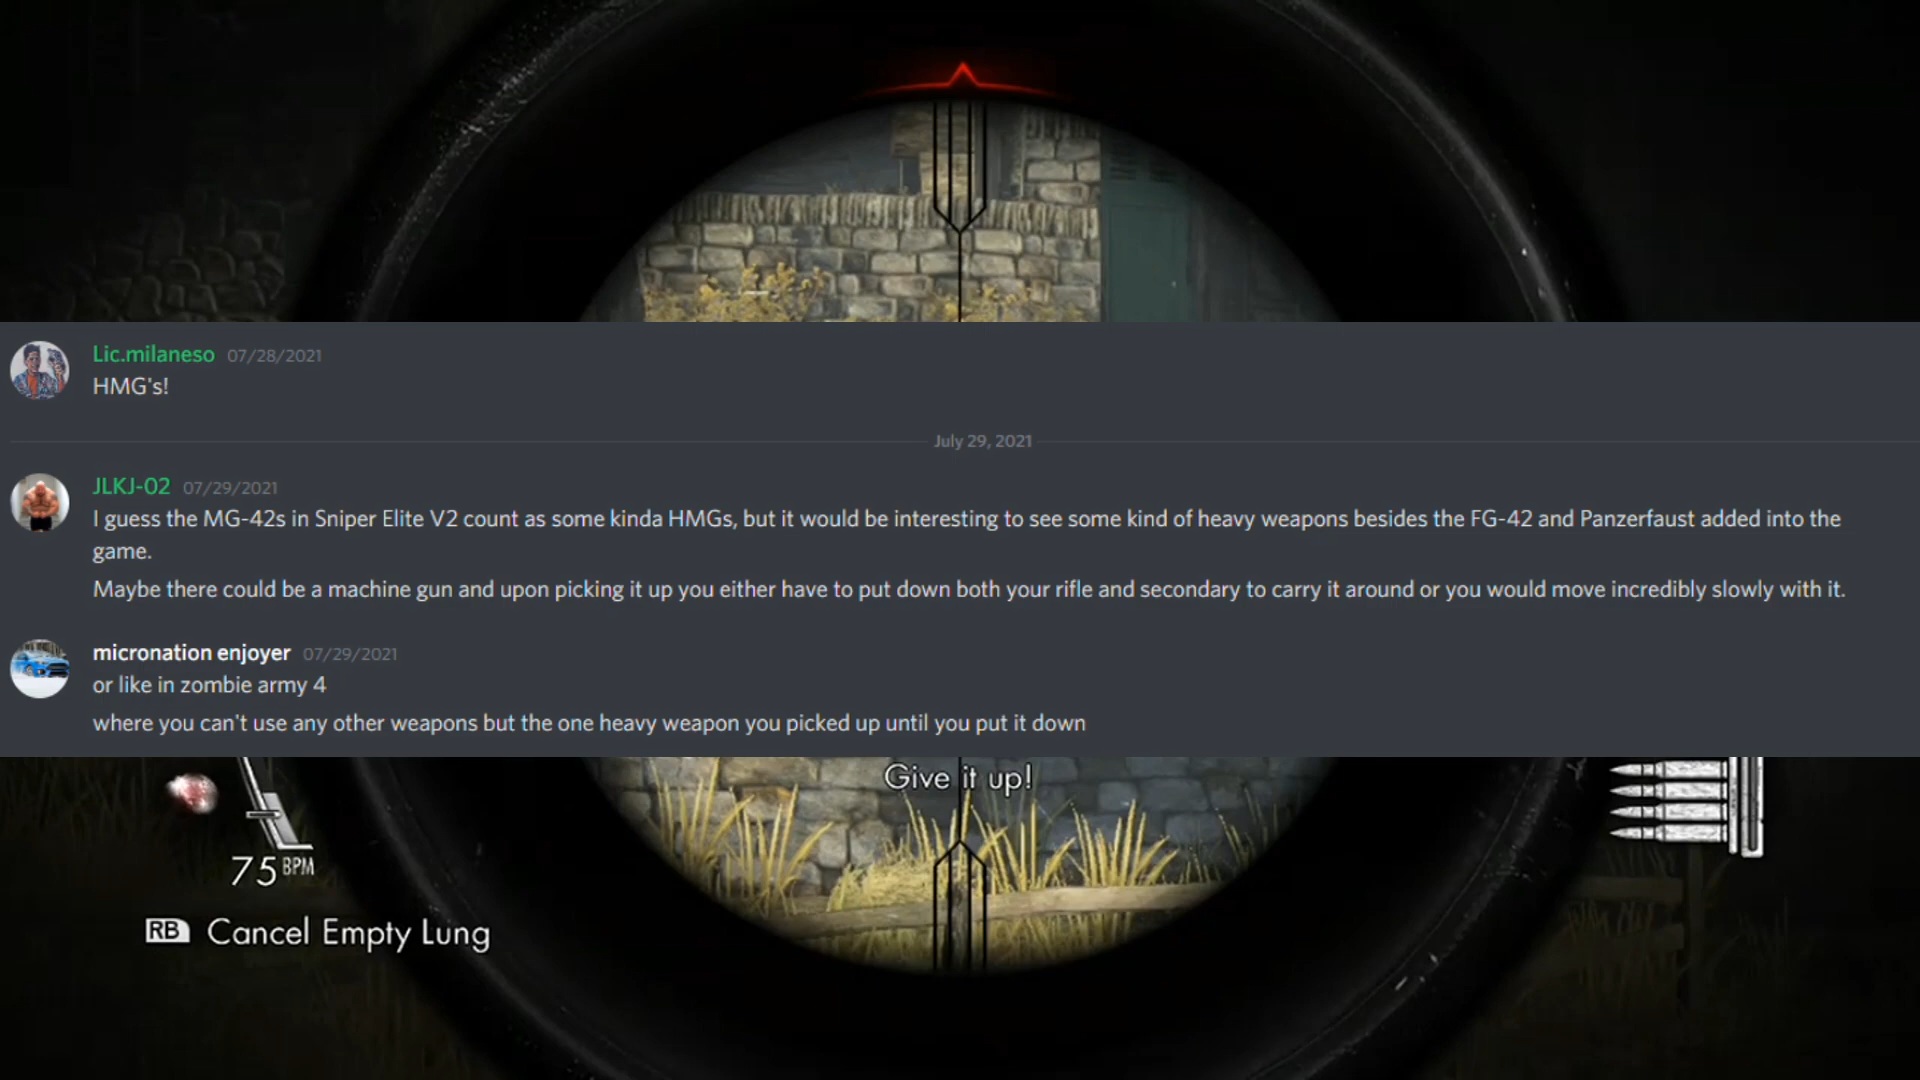 Lic.milaneso 07/28/2021
HMG's!
July 29, 2021
JLKJ-02 07/29/2021
I guess the MG-42s in Sniper Elite V2 count as some kinda HMGs, but it would be interesting to see some kind of heavy weapons besides the FG-42 and Panzerfaust added into the
game.
Maybe there could be a machine gun and upon picking it up you either have to put down both your rifle and secondary to carry it around or you would move incredibly slowly with it.
micronation enjoyer 07/29/2021
or like in zombie army 4
where you can't use any other weapons but the one heavy weapon you picked up until you put it down
Give it up!
75 BPM
RB Cancel Empty Lung